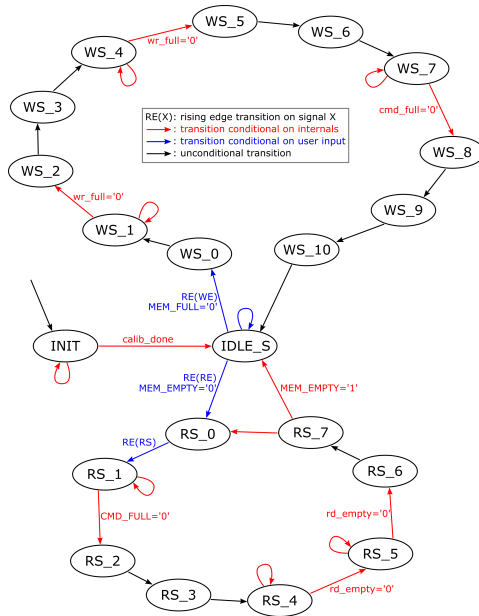 WS_5
WS_6
WS_4
wr_full='0'
WS_7
WS_3
cmd_full='0'
RE(X): rising edge transition on signal X
: transition conditional on internals
: transition conditional on user input
: unconditional transition
WS_8
WS_2
wr_full='0'
WS_9
WS_1
WS_0
WS_10
RE(WE)
MEM_FULL='0'
INIT
calib_done
IDLE_S
RE(RE)
MEM_EMPTY='0'
MEM_EMPTY='1'
RS_0
RS_7
RE(RS)
RS_1
RS_6
CMD_FULL='0'
rd_empty='0'
RS_2
RS_5
RS_3
RS_4
rd_empty='0'